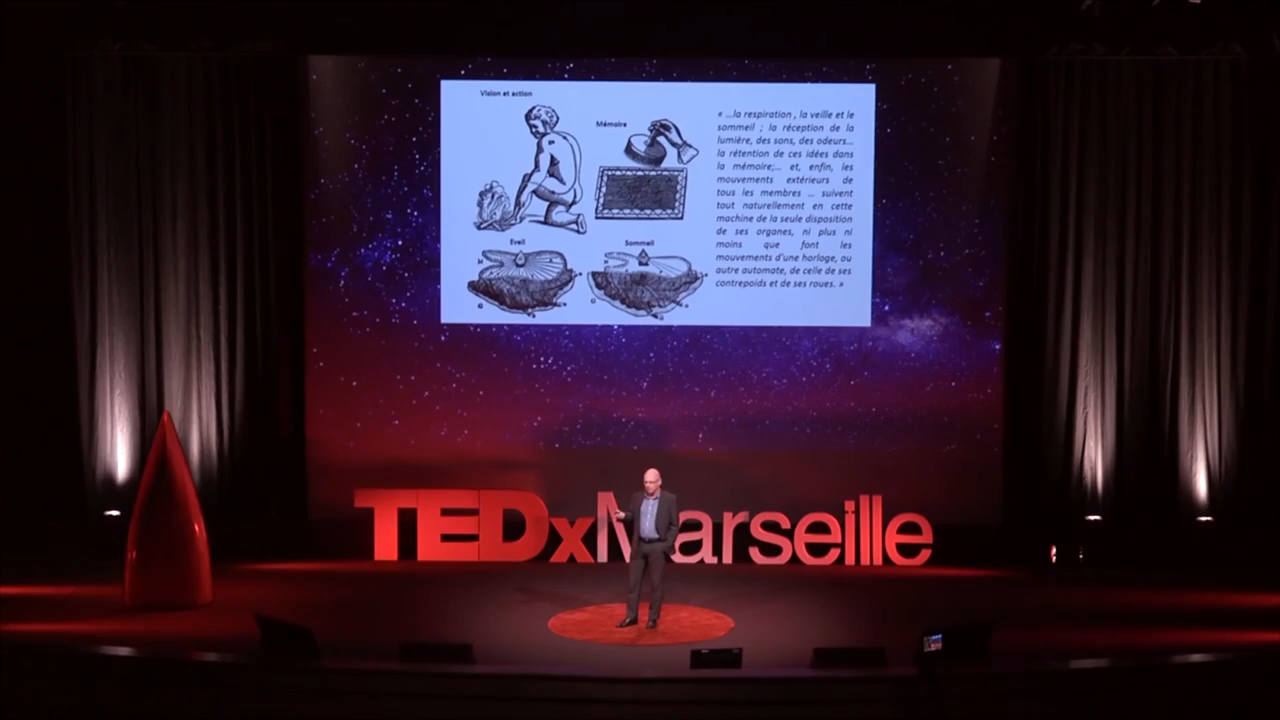 Vision et action
Mémoire
Eveil
Sommeil
« ...la respiration , la veille et le
sommeil ; la réception de la
lumière, des sons, des odeurs...
la rétention de ces idées dans
la mémoire;... et, enfin, les
mouvements extérieurs de
tous les membres ... suivent
tout naturellement en cette
machine de la seule disposition
de ses organes, ni plus ni
moins que font les
mouvements d'une horloge, ou
autre automate, de celle de ses
contrepoids et de ses roues. »
TEDxMarseille